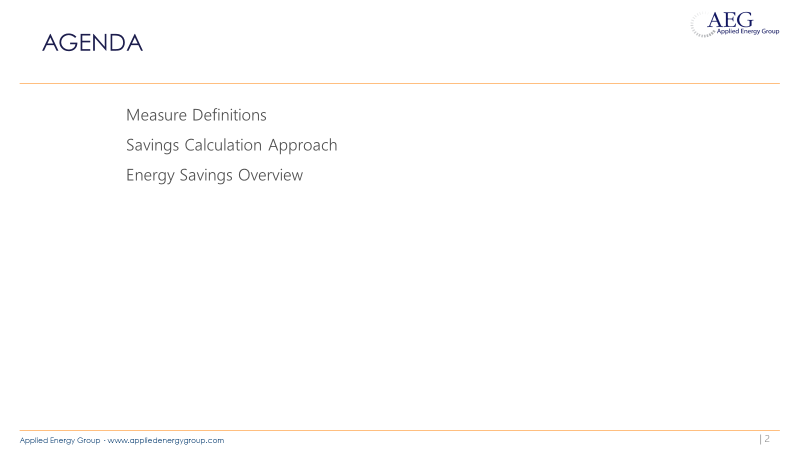 AEG
Applied Energy Group
AGENDA
Measure Definitions
Savings Calculation Approach
Energy Savings Overview
Applied Energy Group · www.appliedenergygroup.com
| 2